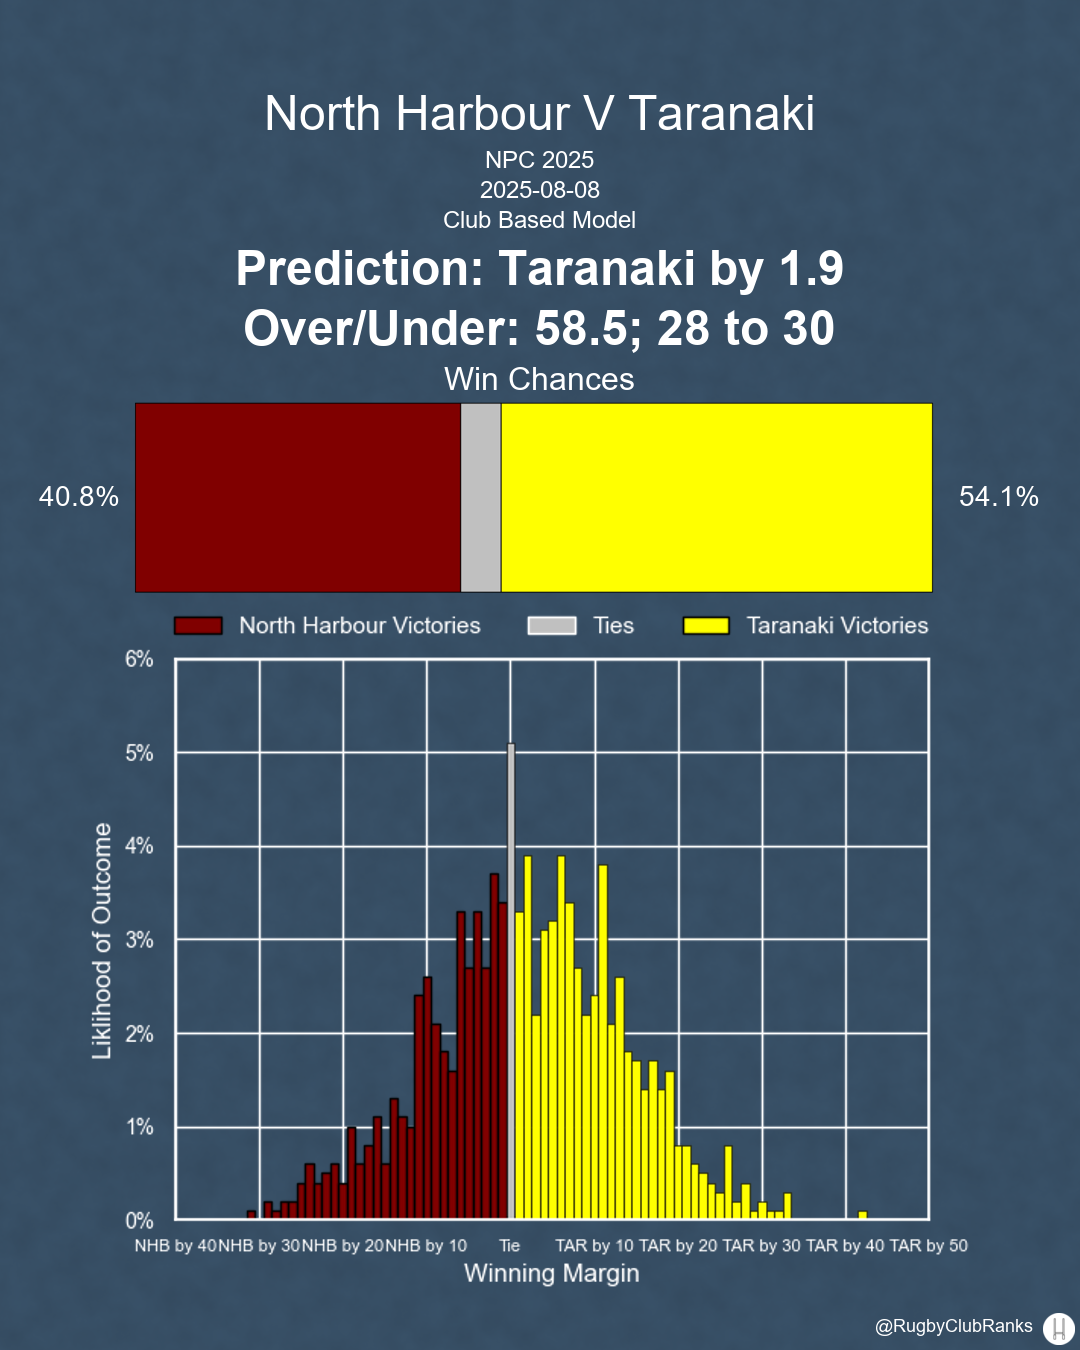 North Harbour V Taranaki
NPC 2025
2025-08-08
Club Based Model
Prediction: Taranaki by 1.9
Over/Under: 58.5; 28 to 30
Win Chances
40.8%
54.1%
North Harbour Victories
Ties
Taranaki Victories
6%
5%
4%
3%
2%
1%
0%
Liklihood of Outcome
NHB by 40
NHB by 30
NHB by 20
NHB by 10
Tie
TAR by 10
TAR by 20
TAR by 30
TAR by 40
TAR by 50
Winning Margin
@RugbyClubRanks